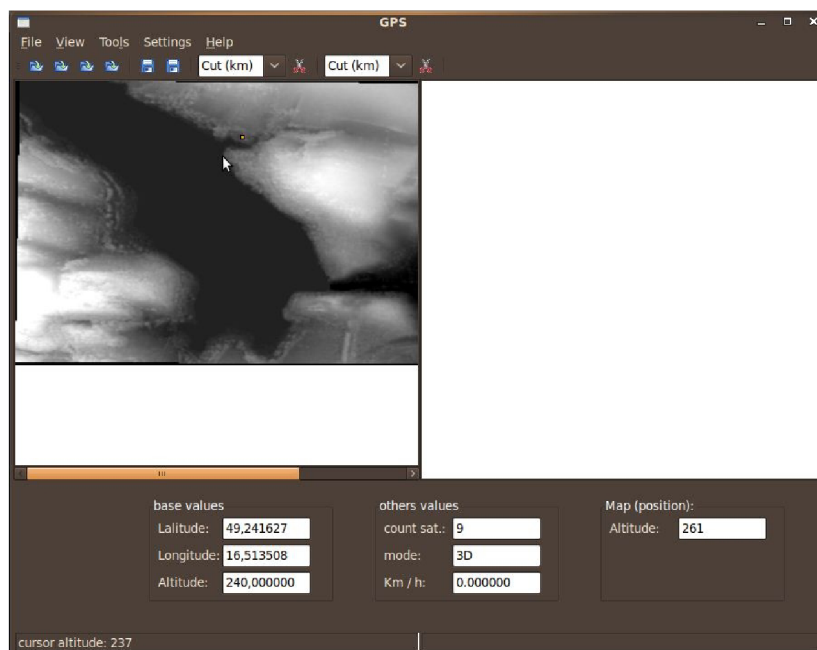 GPS
File View Tools Settings Help
Cut (km) Cut (km)
base values others values Map (position):
Lalitude: 49,241627 count sat.: 9 Altitude: 261
Longitude: 16,513508 mode: 3D
Altitude: 240,000000 Km / h: 0.000000
cursor altitude: 237